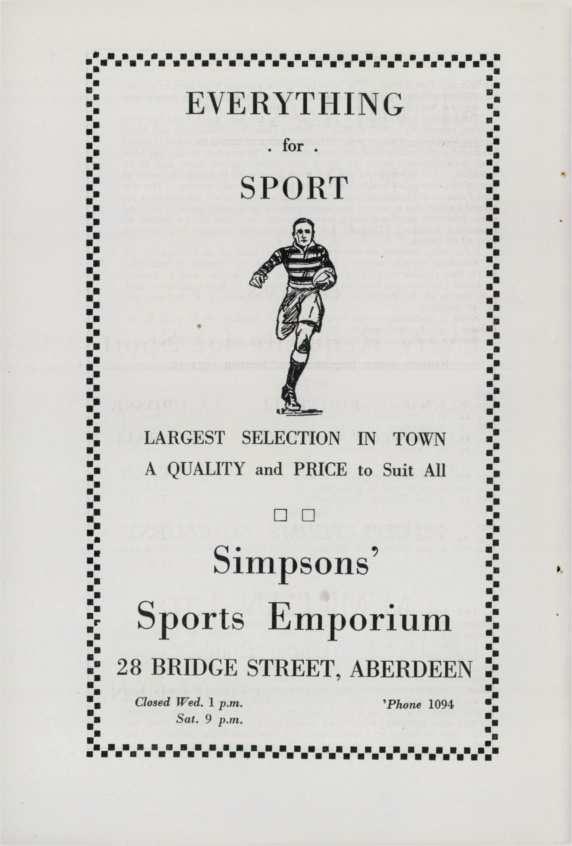 EVERYTHING
. for .
SPORT
LARGEST SELECTION IN TOWN
A QUALITY and PRICE to Suit All
Simpsons'
Sports Emporium
28 BRIDGE STREET, ABERDEEN
Closed Wed. 1 p.m. 'Phone 1094
Sat. 9 p.m.